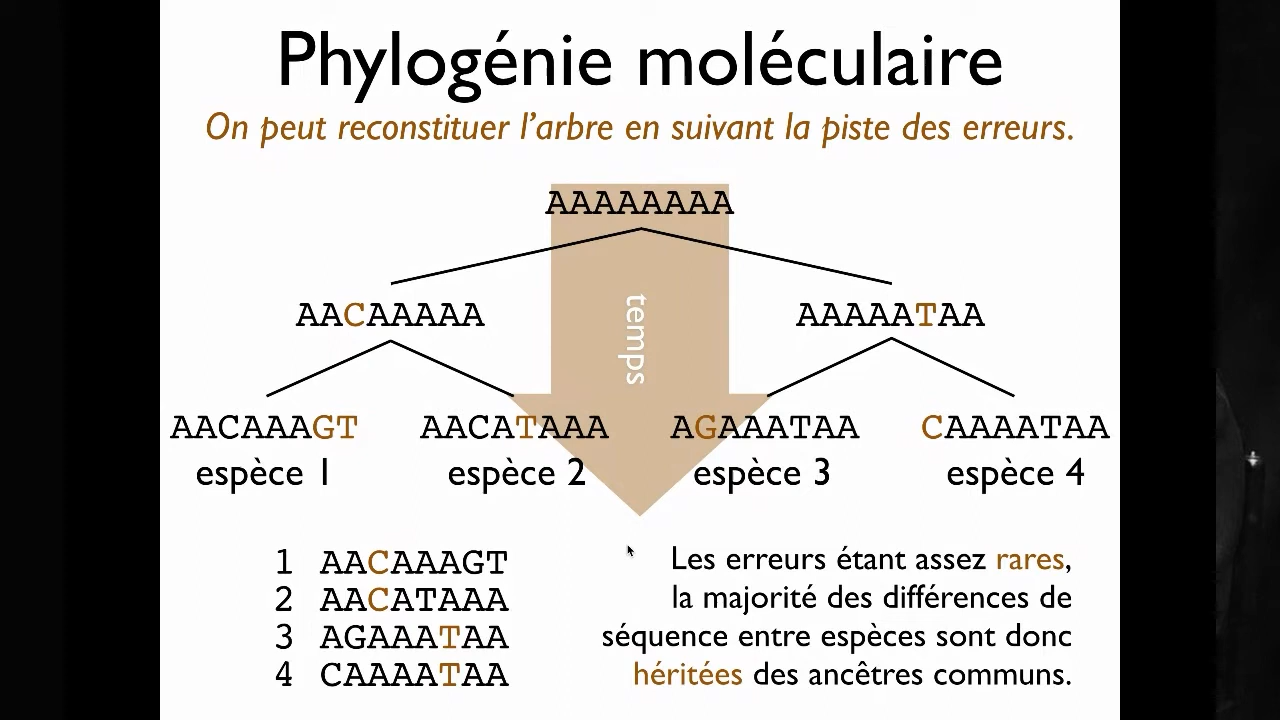 Phylogénie moléculaire
On peut reconstituer l’arbre en suivant la piste des erreurs.
AAAAAAAA
temps
AACAAAAA
AAAAATAA
AACAAAGT
AACATAAA
AGAAATAA
CAAAATAA
espèce 1
espèce 2
espèce 3
espèce 4
1 AACAAAGT
2 AACATAAA
3 AGAAATAA
4 CAAAATAA
Les erreurs étant assez rares,
la majorité des différences de
séquence entre espèces sont donc
héritées des ancêtres communs.